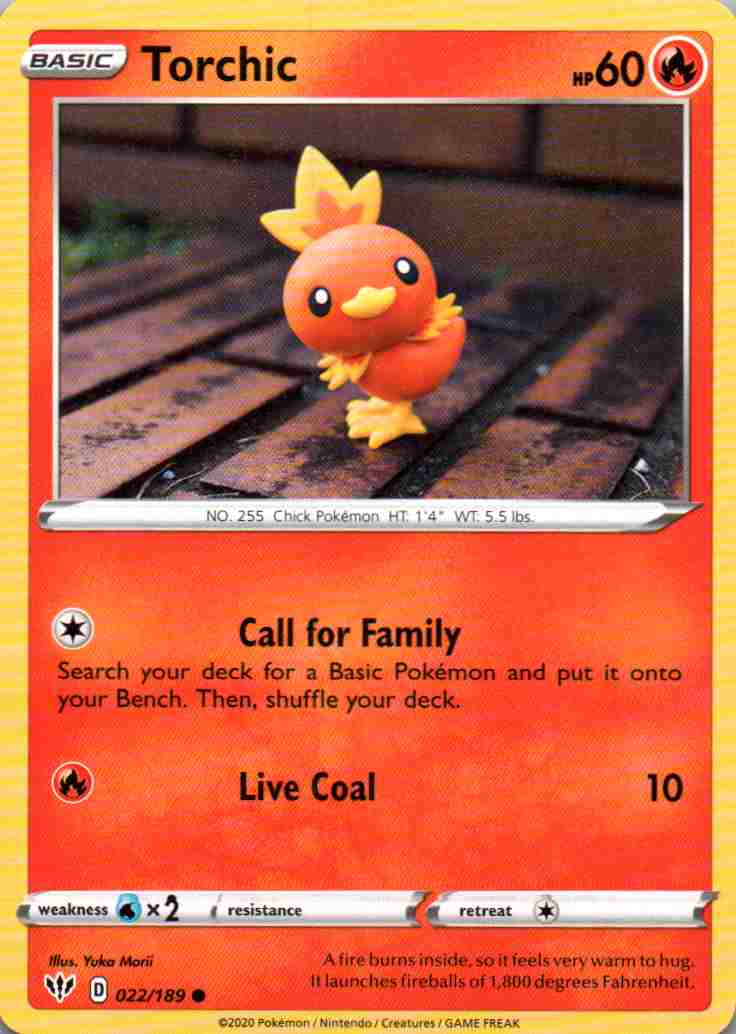 BASIC Torchic HP60
NO. 255 Chick Pokémon HT: 1'4" WT: 5.5 lbs.
Call for Family
Search your deck for a Basic Pokémon and put it onto
your Bench. Then, shuffle your deck.
Live Coal 10
weakness ×2 resistance retreat
Illus. Yuka Morii
A fire burns inside, so it feels very warm to hug.
It launches fireballs of 1,800 degrees Fahrenheit.
D 022/189
©2020 Pokémon / Nintendo / Creatures / GAME FREAK